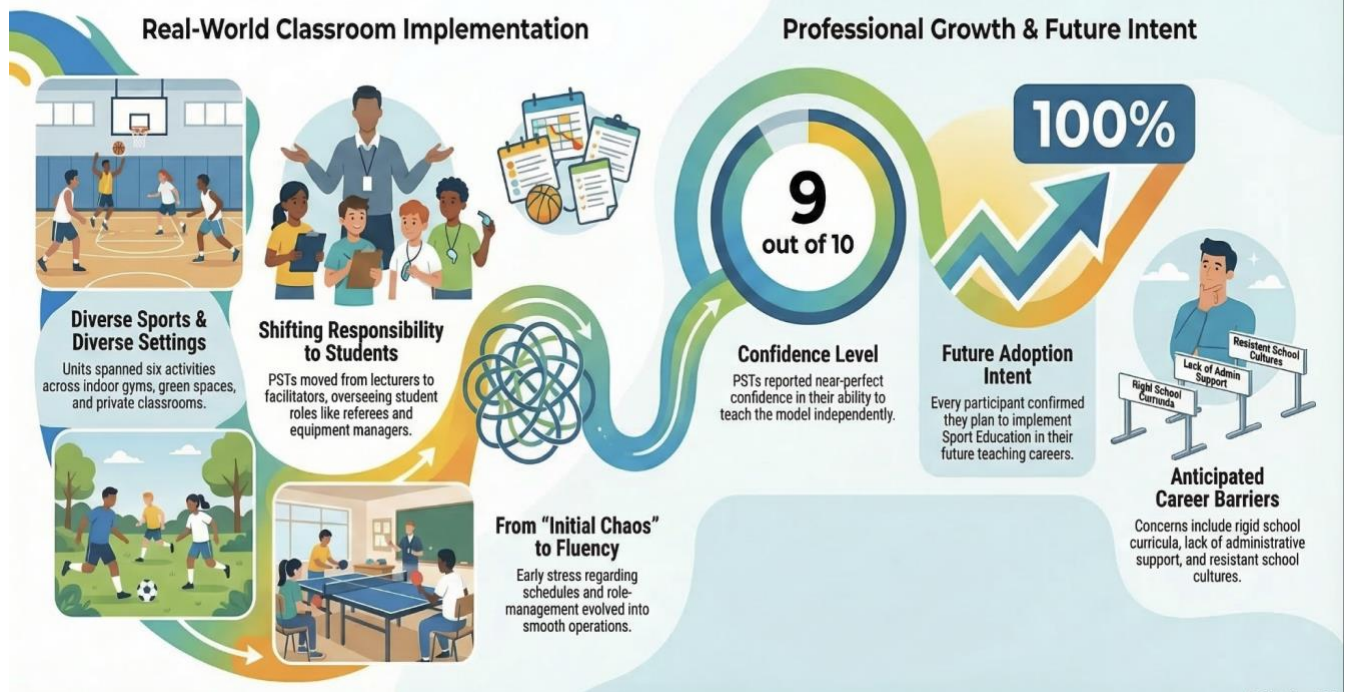 Real-World Classroom Implementation
Professional Growth & Future Intent
Diverse Sports &
Diverse Settings
Units spanned six activities
across indoor gyms, green spaces,
and private classrooms.
Shifting Responsibility
to Students
PSTs moved from lecturers to
facilitators, overseeing student
roles like referees and
equipment managers.
From “Initial Chaos”
to Fluency
Early stress regarding
schedules and role-
management evolved into
smooth operations.
9
out of 10
Confidence Level
PSTs reported near-perfect
confidence in their ability to
teach the model independently.
100%
Future Adoption
Intent
Every participant confirmed
they plan to implement
Sport Education in their
future teaching careers.
Resistent School
Cultures
Lack of Admin
Support
Righl School
Curnuda
Anticipated
Career Barriers
Concerns include rigid school
curricula, lack of administrative
support, and resistant school
cultures.